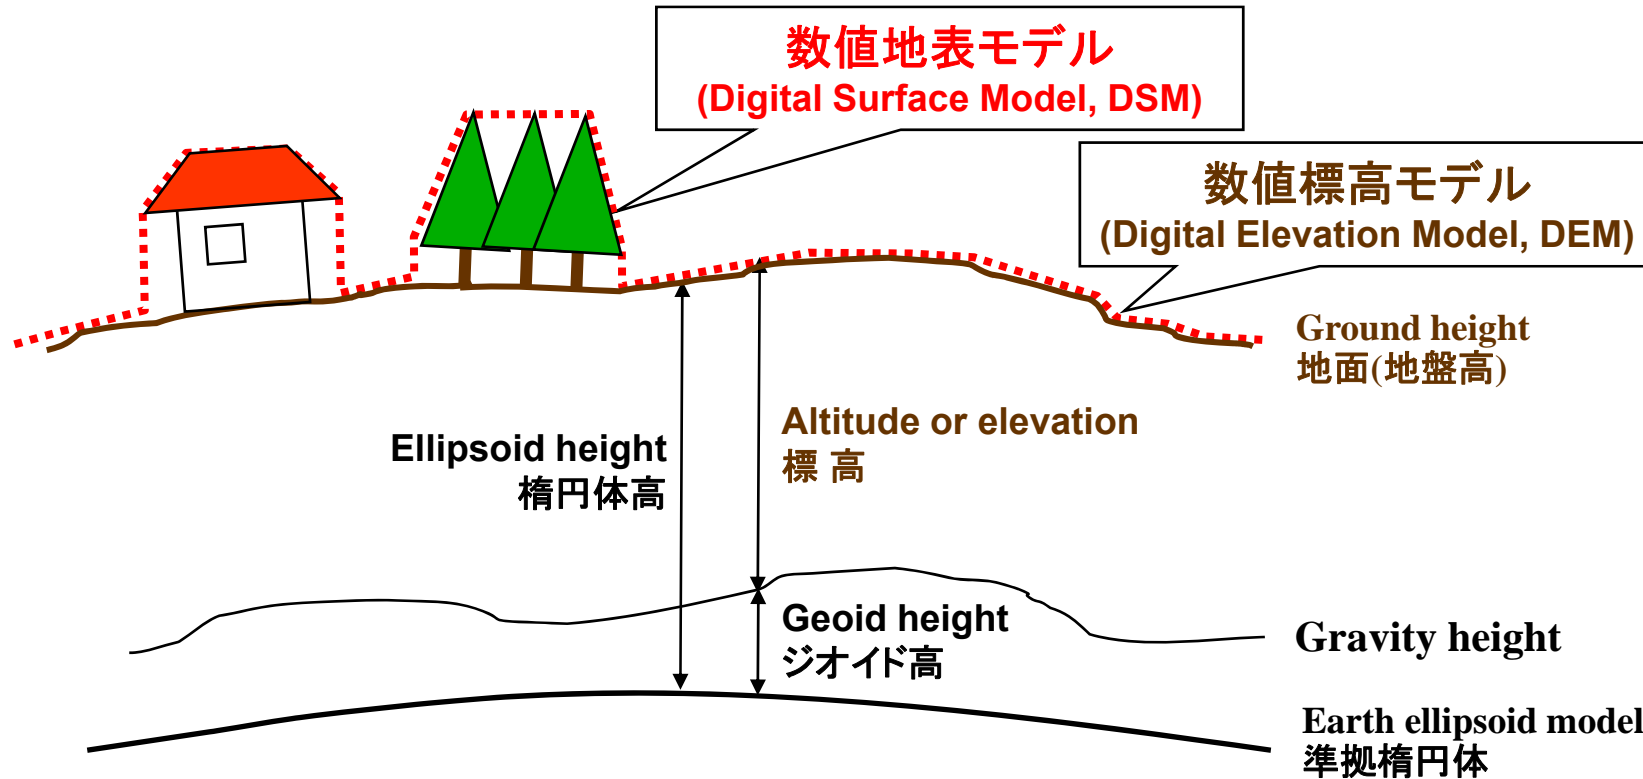 数値地表モデル
(Digital Surface Model, DSM)
数値標高モデル
(Digital Elevation Model, DEM)
Ground height
地面(地盤高)
Altitude or elevation
標 高
Ellipsoid height
楕円体高
Geoid height
ジオイド高
Gravity height
Earth ellipsoid model
準拠楕円体